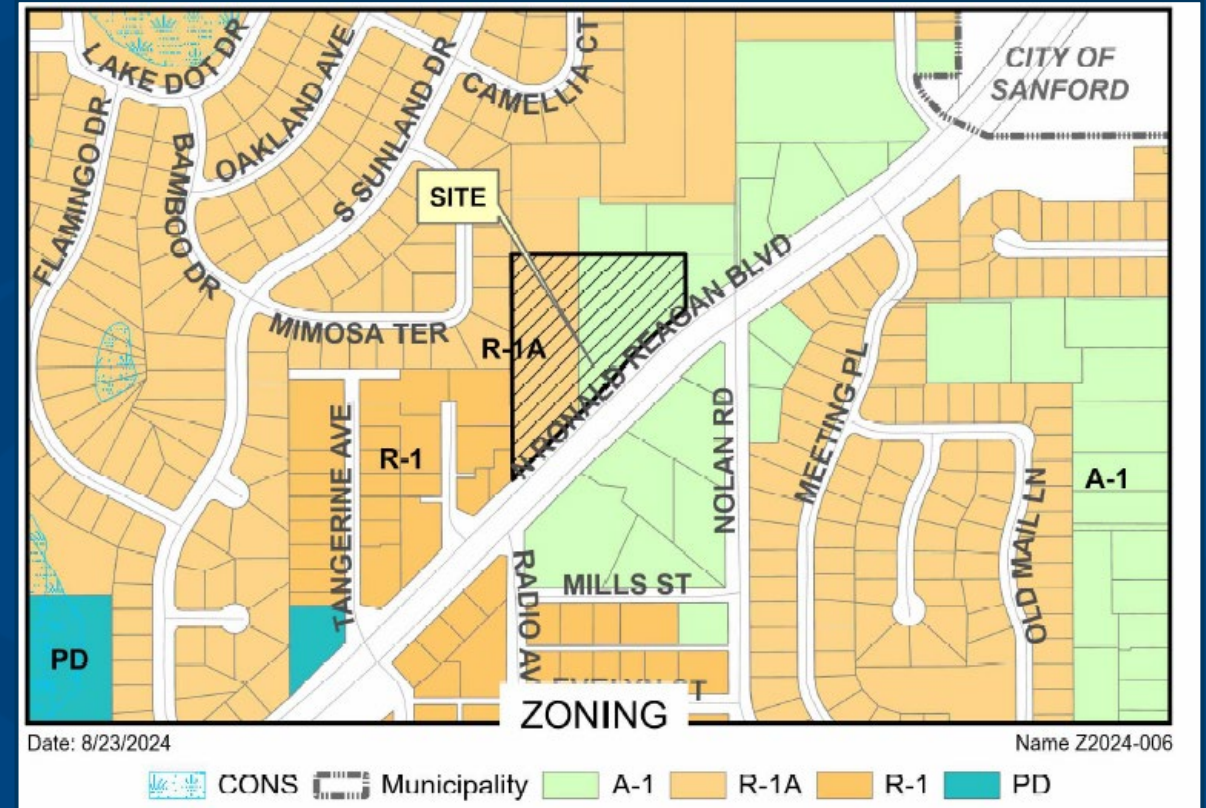 LAKE DOT DR
OAKLAND AVE
S SUNLAND DR
CAMELLIA CT
CITY OF
SANFORD
FLAMINGO DR
BAMBOO DR
SITE
MIMOSA TER
R-1A
N RONALD REAGAN BLVD
R-1
TANGERINE AVE
NOLAN RD
MEETING PL
OLD MAIL LN
A-1
RADIO AV
MILLS ST
PD
EVELYN ST
ZONING
Date: 8/23/2024
Name Z2024-006
CONS Municipality A-1 R-1A R-1 PD